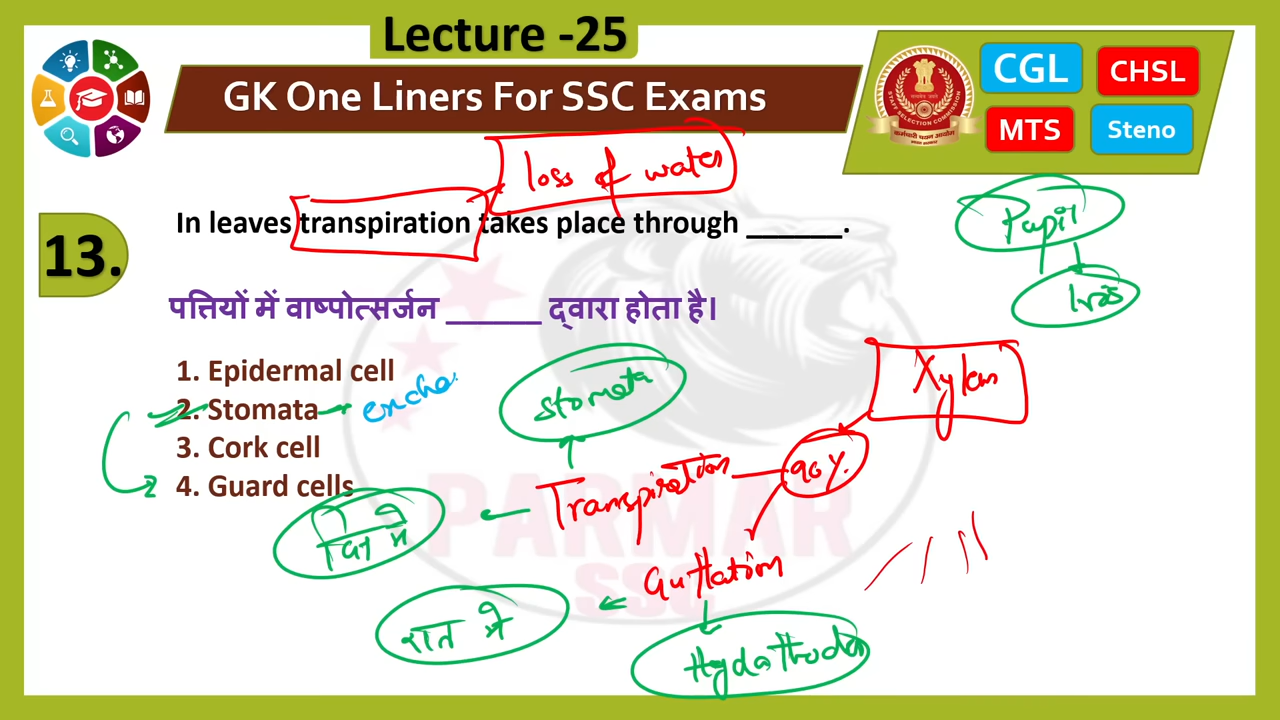 Lecture -25
GK One Liners For SSC Exams
CGL
CHSL
MTS
Steno
loss of water
In leaves transpiration takes place through ______.
13.
Pupil
पत्तियों में वाष्पोत्सर्जन ______ द्वारा होता है।
1. Epidermal cell
2. Stomata
3. Cork cell
4. Guard cells
stomata
Xylem
90%.
Transpiration
दिन में
Guttation
रात में
PARMAR
SSC